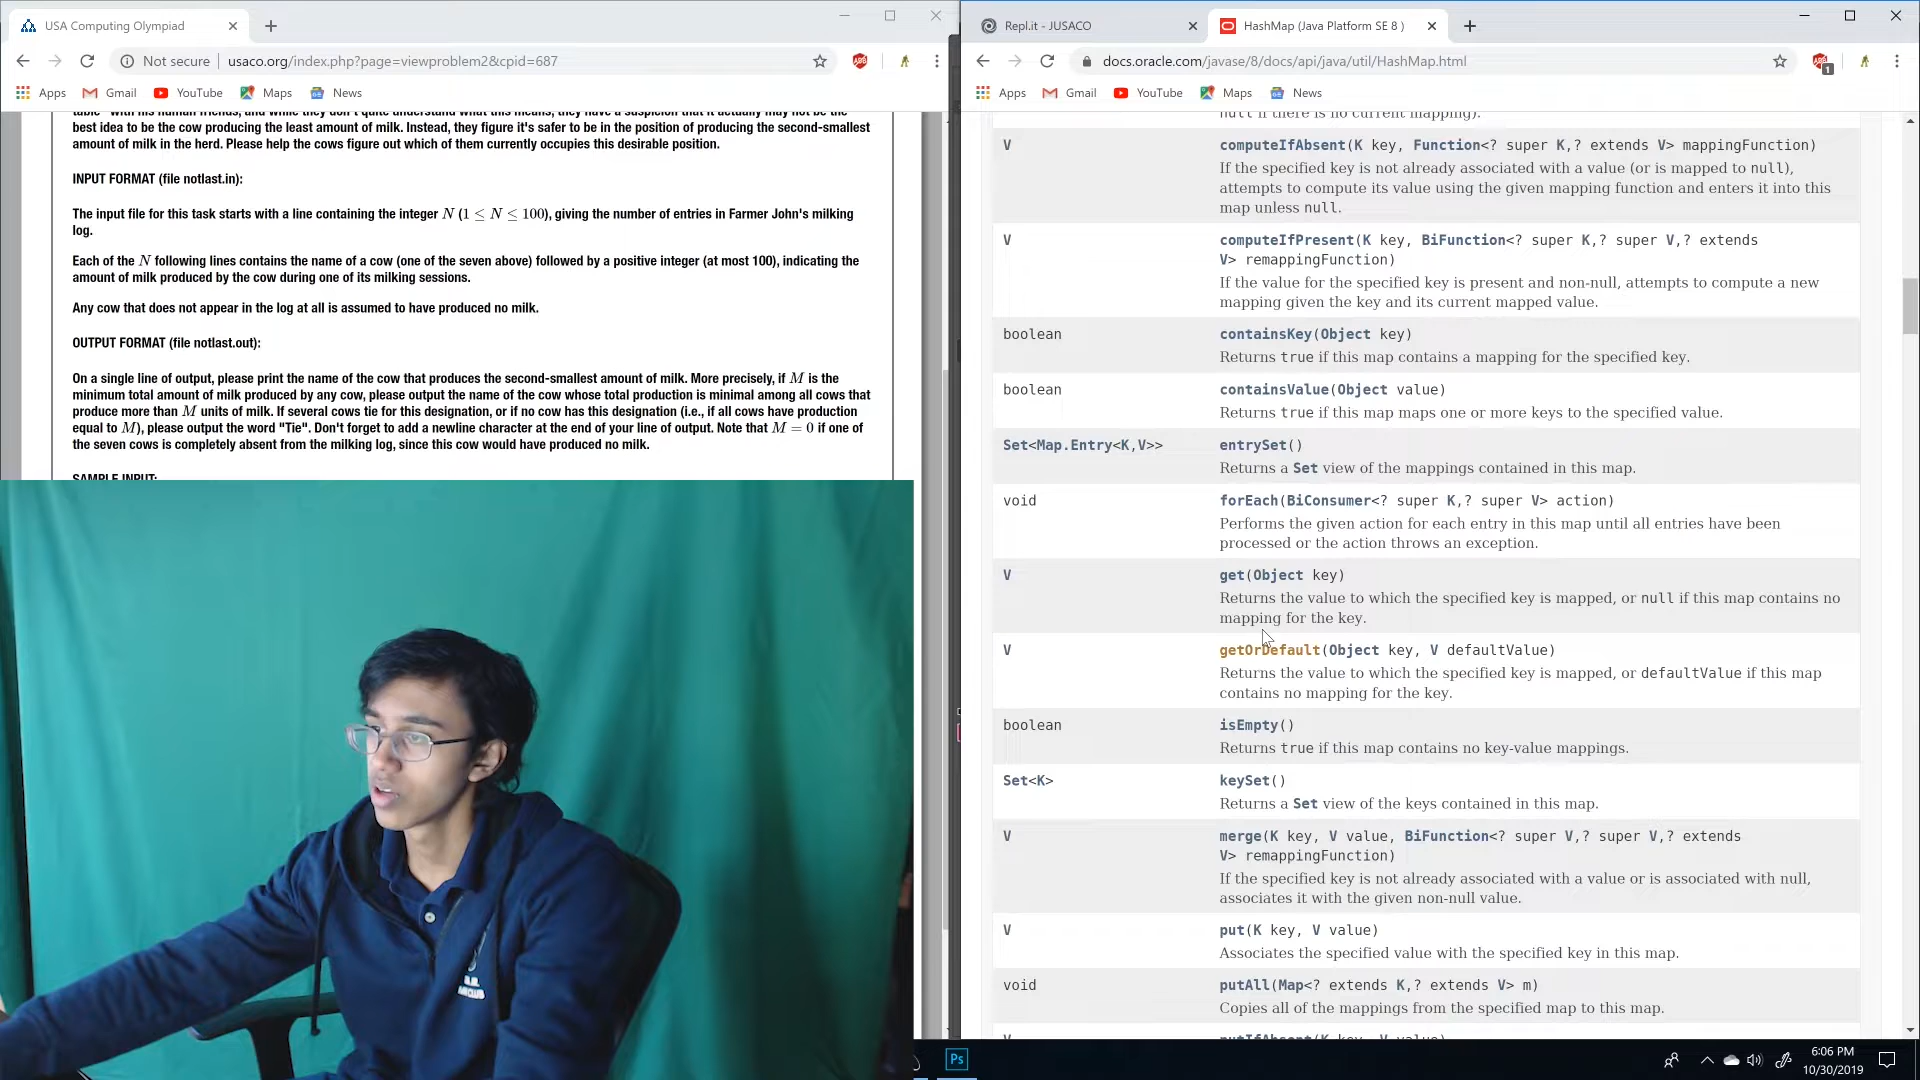 USA Computing Olympiad
Not secure
usaco.org/index.php?page=viewproblem2&cpid=687
Apps
Gmail
YouTube
Maps
News
best idea to be the cow producing the least amount of milk. Instead, they figure it's safer to be in the position of producing the second-smallest
amount of milk in the herd. Please help the cows figure out which of them currently occupies this desirable position.
INPUT FORMAT (file notlast.in):
The input file for this task starts with a line containing the integer N (1 ≤ N ≤ 100), giving the number of entries in Farmer John's milking
log.
Each of the N following lines contains the name of a cow (one of the seven above) followed by a positive integer (at most 100), indicating the
amount of milk produced by the cow during one of its milking sessions.
Any cow that does not appear in the log at all is assumed to have produced no milk.
OUTPUT FORMAT (file notlast.out):
On a single line of output, please print the name of the cow that produces the second-smallest amount of milk. More precisely, if M is the
minimum total amount of milk produced by any cow, please output the name of the cow whose total production is minimal among all cows that
produce more than M units of milk. If several cows tie for this designation, or if no cow has this designation (i.e., if all cows have production
equal to M), please output the word "Tie". Don't forget to add a newline character at the end of your line of output. Note that M = 0 if one of
the seven cows is completely absent from the milking log, since this cow would have produced no milk.
SAMPLE INPUT:
Repl.it - JUSACO
HashMap (Java Platform SE 8 )
docs.oracle.com/javase/8/docs/api/java/util/HashMap.html
ABP
1
Apps
Gmail
YouTube
Maps
News
null if there is no current mapping).
V
computeIfAbsent(K key, Function<? super K,? extends V> mappingFunction)
If the specified key is not already associated with a value (or is mapped to null),
attempts to compute its value using the given mapping function and enters it into this
map unless null.
V
computeIfPresent(K key, BiFunction<? super K,? super V,? extends
V> remappingFunction)
If the value for the specified key is present and non-null, attempts to compute a new
mapping given the key and its current mapped value.
boolean
containsKey(Object key)
Returns true if this map contains a mapping for the specified key.
boolean
containsValue(Object value)
Returns true if this map maps one or more keys to the specified value.
Set<Map.Entry<K,V>>
entrySet()
Returns a Set view of the mappings contained in this map.
void
forEach(BiConsumer<? super K,? super V> action)
Performs the given action for each entry in this map until all entries have been
processed or the action throws an exception.
V
get(Object key)
Returns the value to which the specified key is mapped, or null if this map contains no
mapping for the key.
V
getOrDefault(Object key, V defaultValue)
Returns the value to which the specified key is mapped, or defaultValue if this map
contains no mapping for the key.
boolean
isEmpty()
Returns true if this map contains no key-value mappings.
Set<K>
keySet()
Returns a Set view of the keys contained in this map.
V
merge(K key, V value, BiFunction<? super V,? super V,? extends
V> remappingFunction)
If the specified key is not already associated with a value or is associated with null,
associates it with the given non-null value.
V
put(K key, V value)
Associates the specified value with the specified key in this map.
void
putAll(Map<? extends K,? extends V> m)
Copies all of the mappings from the specified map to this map.
Ps
6:06 PM
10/30/2019